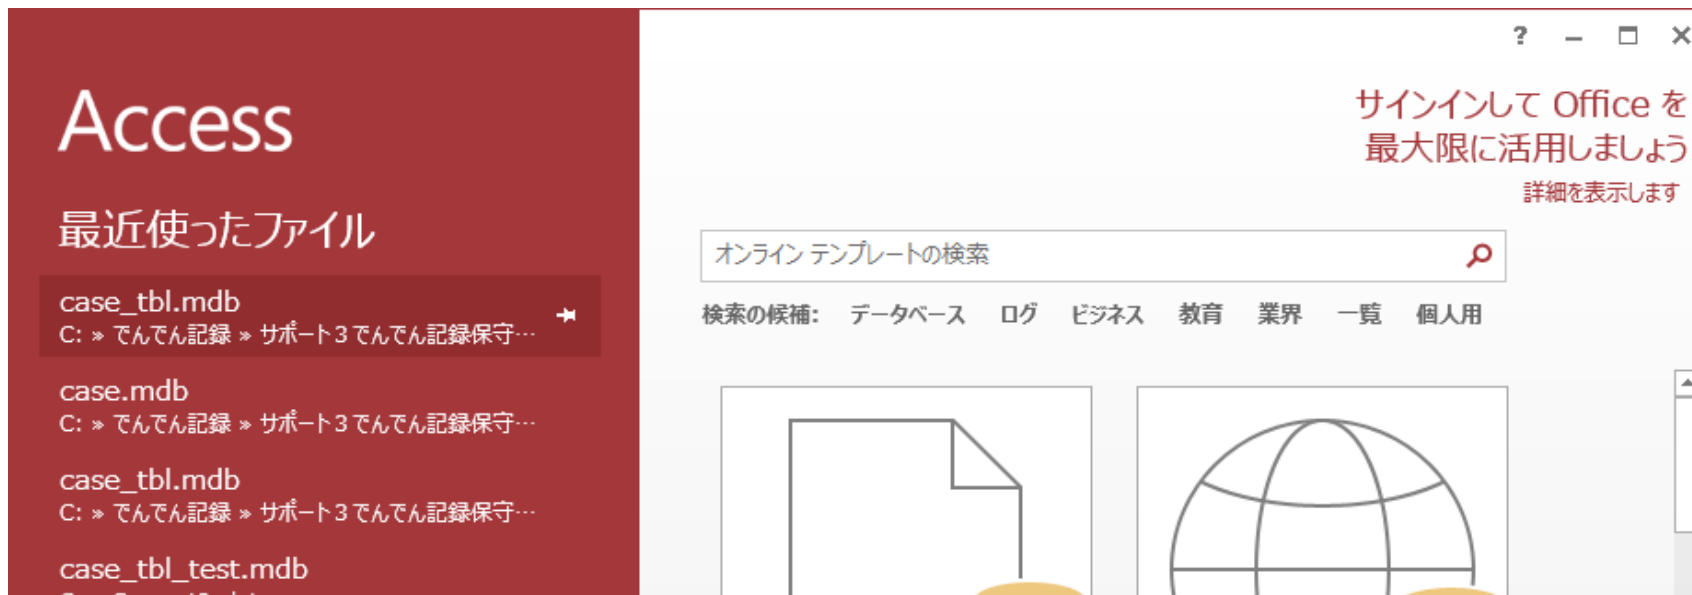 Access
最近使ったファイル
case_tbl.mdb
C: » でんでん記録 » サポート3でんでん記録保守…
case.mdb
C: » でんでん記録 » サポート3でんでん記録保守…
case_tbl.mdb
C: » でんでん記録 » サポート3でんでん記録保守…
case_tbl_test.mdb
?
サインインして Office を
最大限に活用しましょう
詳細を表示します
オンライン テンプレートの検索
検索の候補: データベース ログ ビジネス 教育 業界 一覧 個人用